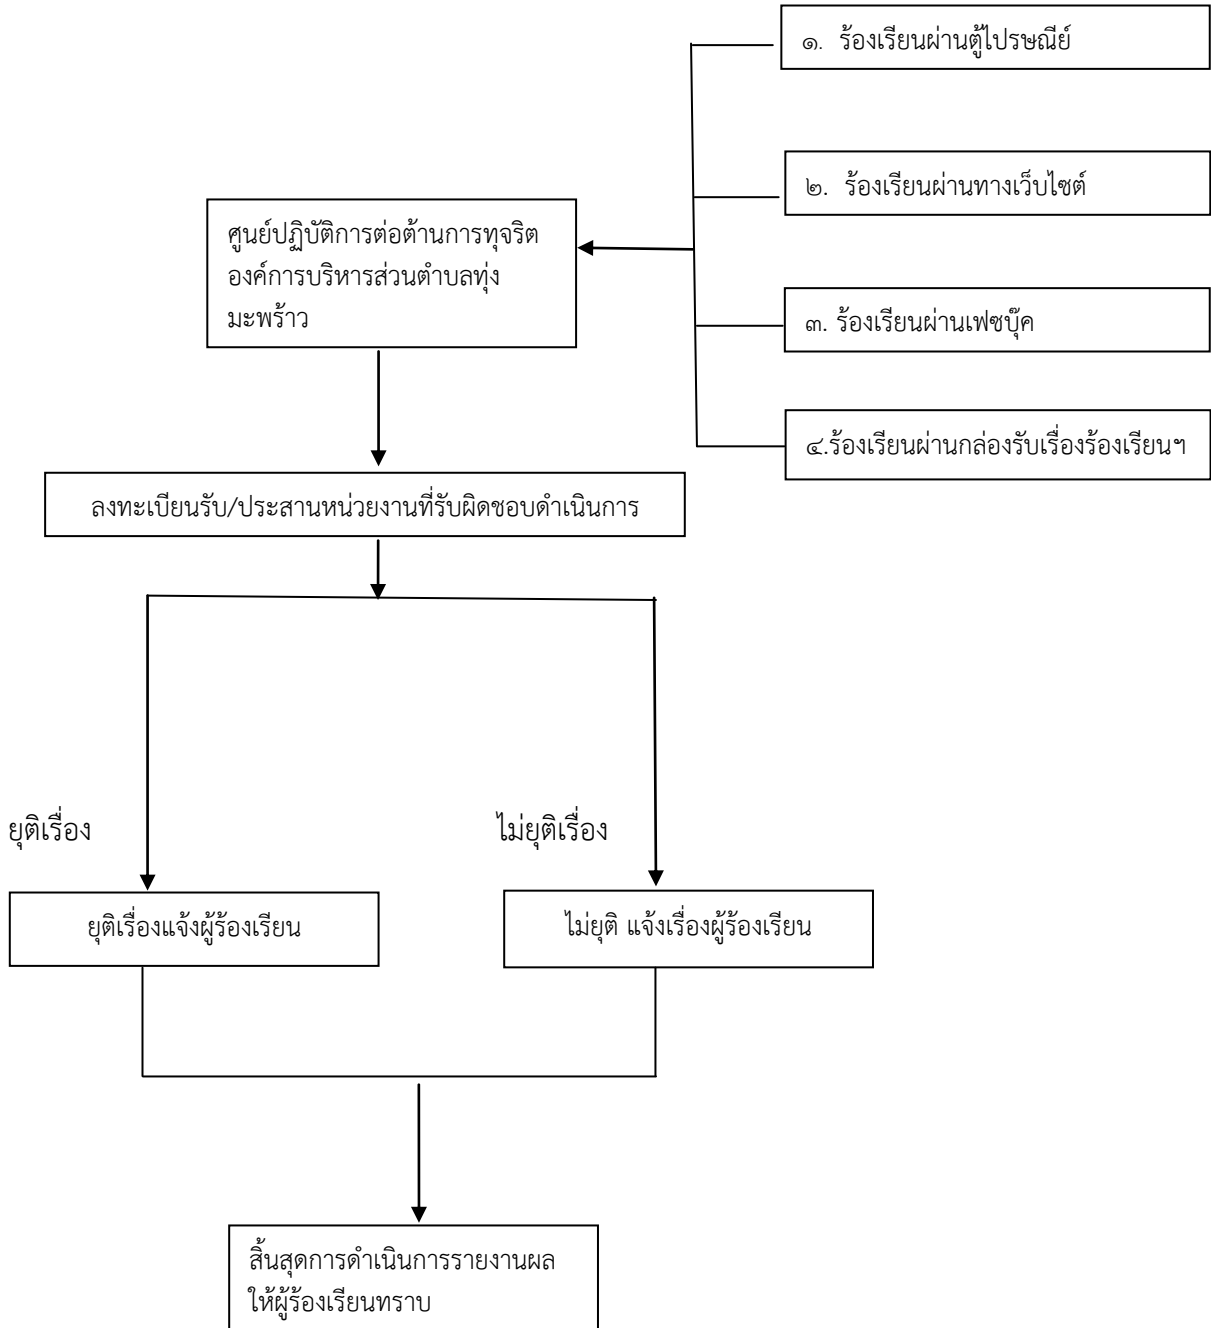 ๑. ร้องเรียนผ่านตู้ไปรษณีย์
๒. ร้องเรียนผ่านทางเว็บไซต์
ศูนย์ปฏิบัติการต่อต้านการทุจริต
องค์การบริหารส่วนตำบลทุ่ง
มะพร้าว
๓. ร้องเรียนผ่านเฟซบุ๊ค
๔.ร้องเรียนผ่านกล่องรับเรื่องร้องเรียนฯ
ลงทะเบียนรับ/ประสานหน่วยงานที่รับผิดชอบดำเนินการ
ยุติเรื่อง
ไม่ยุติเรื่อง
ยุติเรื่องแจ้งผู้ร้องเรียน
ไม่ยุติ แจ้งเรื่องผู้ร้องเรียน
สิ้นสุดการดำเนินการรายงานผล
ให้ผู้ร้องเรียนทราบ